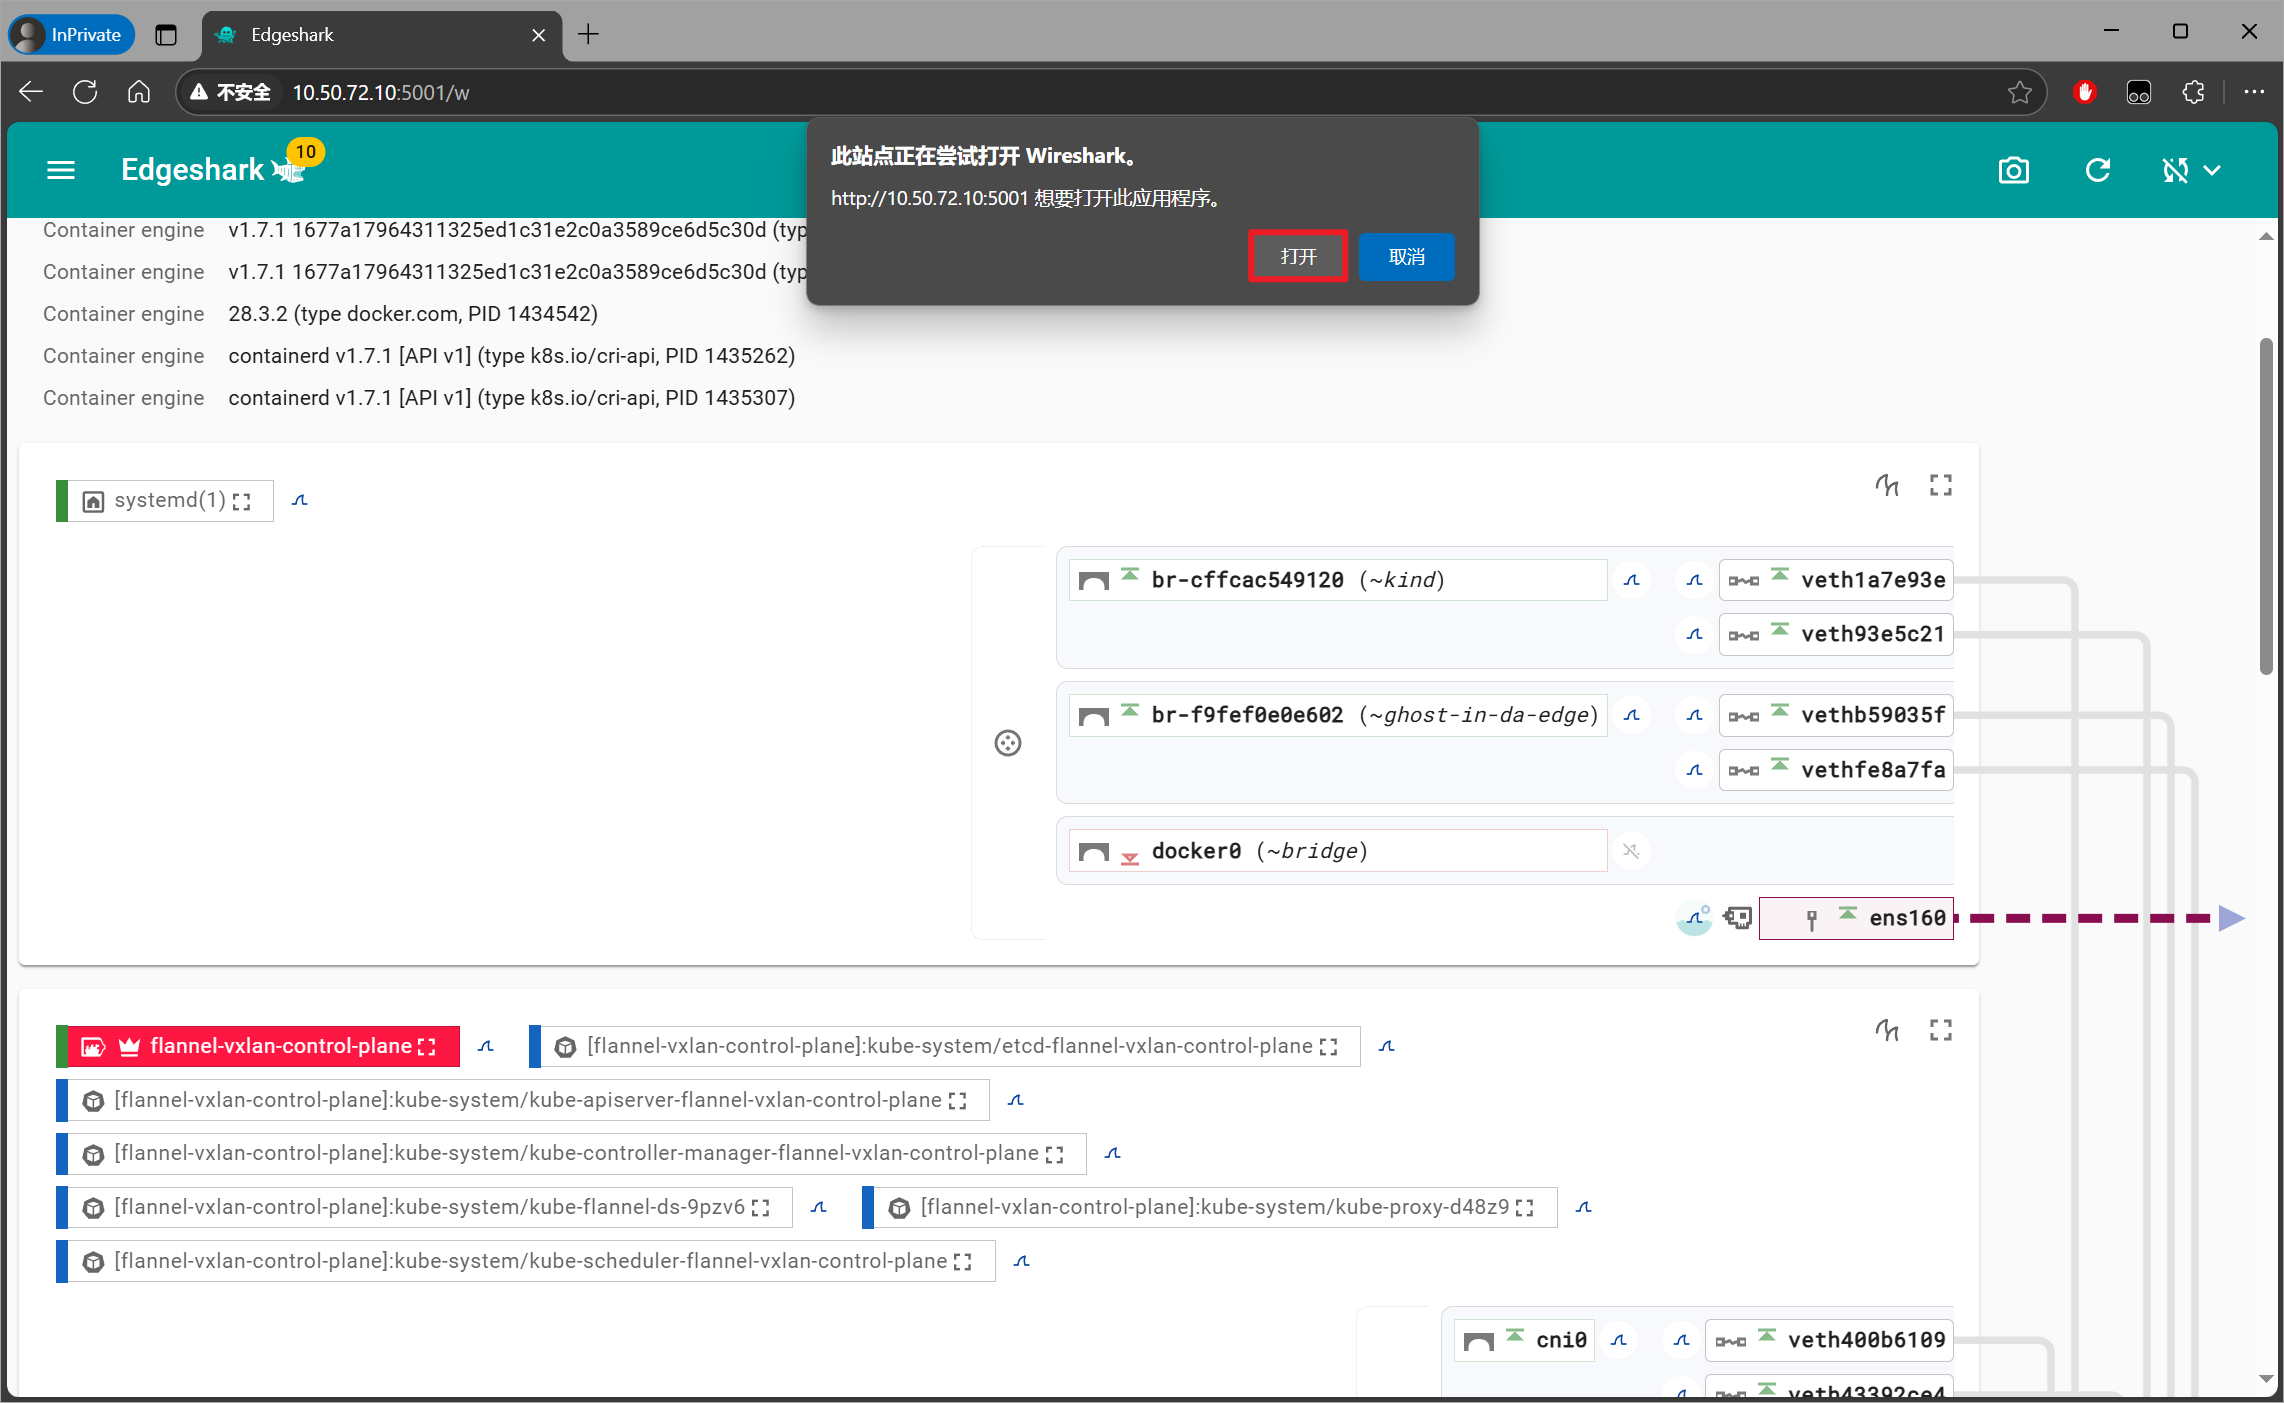 InPrivate
Edgeshark
不安全 10.50.72.10:5001/w
Edgeshark 10
此站点正在尝试打开 Wireshark。
http://10.50.72.10:5001 想要打开此应用程序。
打开 取消
Container engine v1.7.1 1677a17964311325ed1c31e2c0a3589ce6d5c30d (typ
Container engine v1.7.1 1677a17964311325ed1c31e2c0a3589ce6d5c30d (typ
Container engine 28.3.2 (type docker.com, PID 1434542)
Container engine containerd v1.7.1 [API v1] (type k8s.io/cri-api, PID 1435262)
Container engine containerd v1.7.1 [API v1] (type k8s.io/cri-api, PID 1435307)
systemd(1)
br-cffcac549120 (~kind) veth1a7e93e
veth93e5c21
br-f9fef0e0e602 (~ghost-in-da-edge) vethb59035f
vethfe8a7fa
docker0 (~bridge)
ens160
flannel-vxlan-control-plane [flannel-vxlan-control-plane]:kube-system/etcd-flannel-vxlan-control-plane
[flannel-vxlan-control-plane]:kube-system/kube-apiserver-flannel-vxlan-control-plane
[flannel-vxlan-control-plane]:kube-system/kube-controller-manager-flannel-vxlan-control-plane
[flannel-vxlan-control-plane]:kube-system/kube-flannel-ds-9pzv6 [flannel-vxlan-control-plane]:kube-system/kube-proxy-d48z9
[flannel-vxlan-control-plane]:kube-system/kube-scheduler-flannel-vxlan-control-plane
cni0 veth400b6109
veth43392ce4